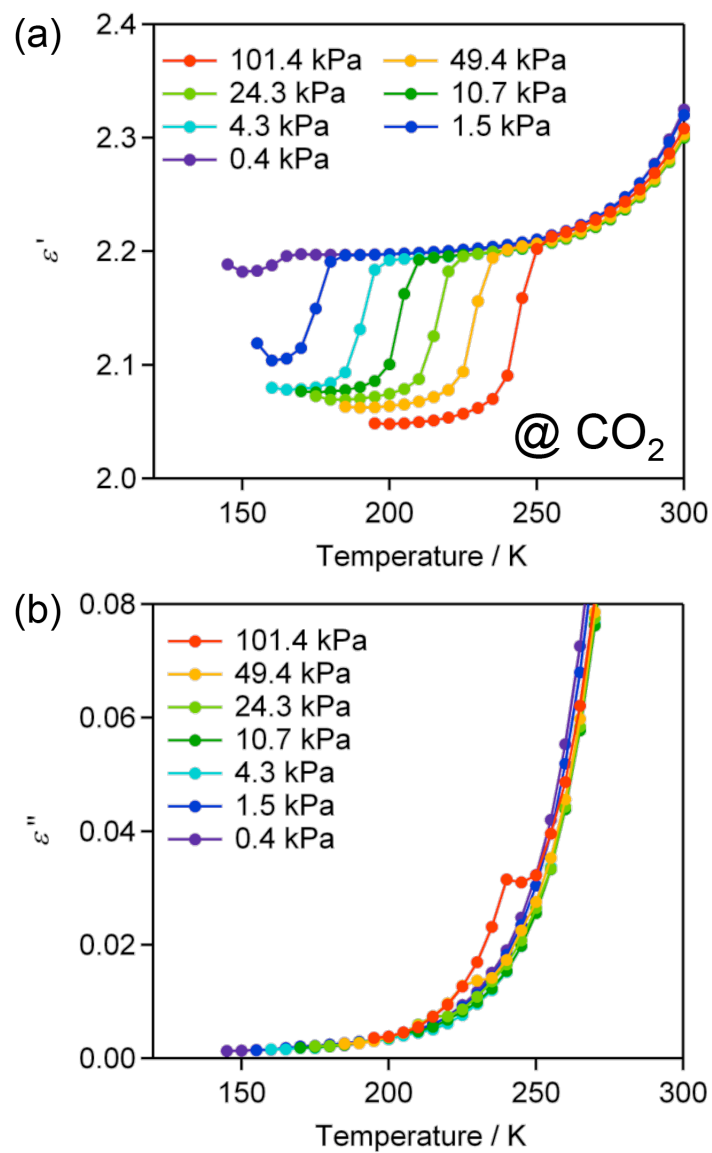 (a)
2.4
101.4 kPa 49.4 kPa
24.3 kPa 10.7 kPa
4.3 kPa 1.5 kPa
0.4 kPa
2.3
2.2
2.1
2.0
ε'
@ CO₂
150 200 250 300
Temperature / K
(b)
0.08
101.4 kPa
49.4 kPa
24.3 kPa
10.7 kPa
4.3 kPa
1.5 kPa
0.4 kPa
0.06
0.04
0.02
0.00
ε"
150 200 250 300
Temperature / K